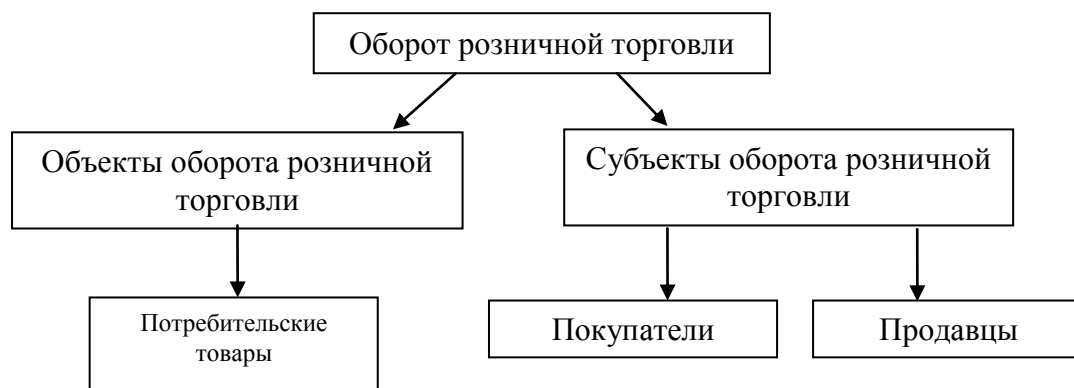 Оборот розничной торговли
Объекты оборота розничной
торговли
Субъекты оборота розничной
торговли
Потребительские
товары
Покупатели
Продавцы